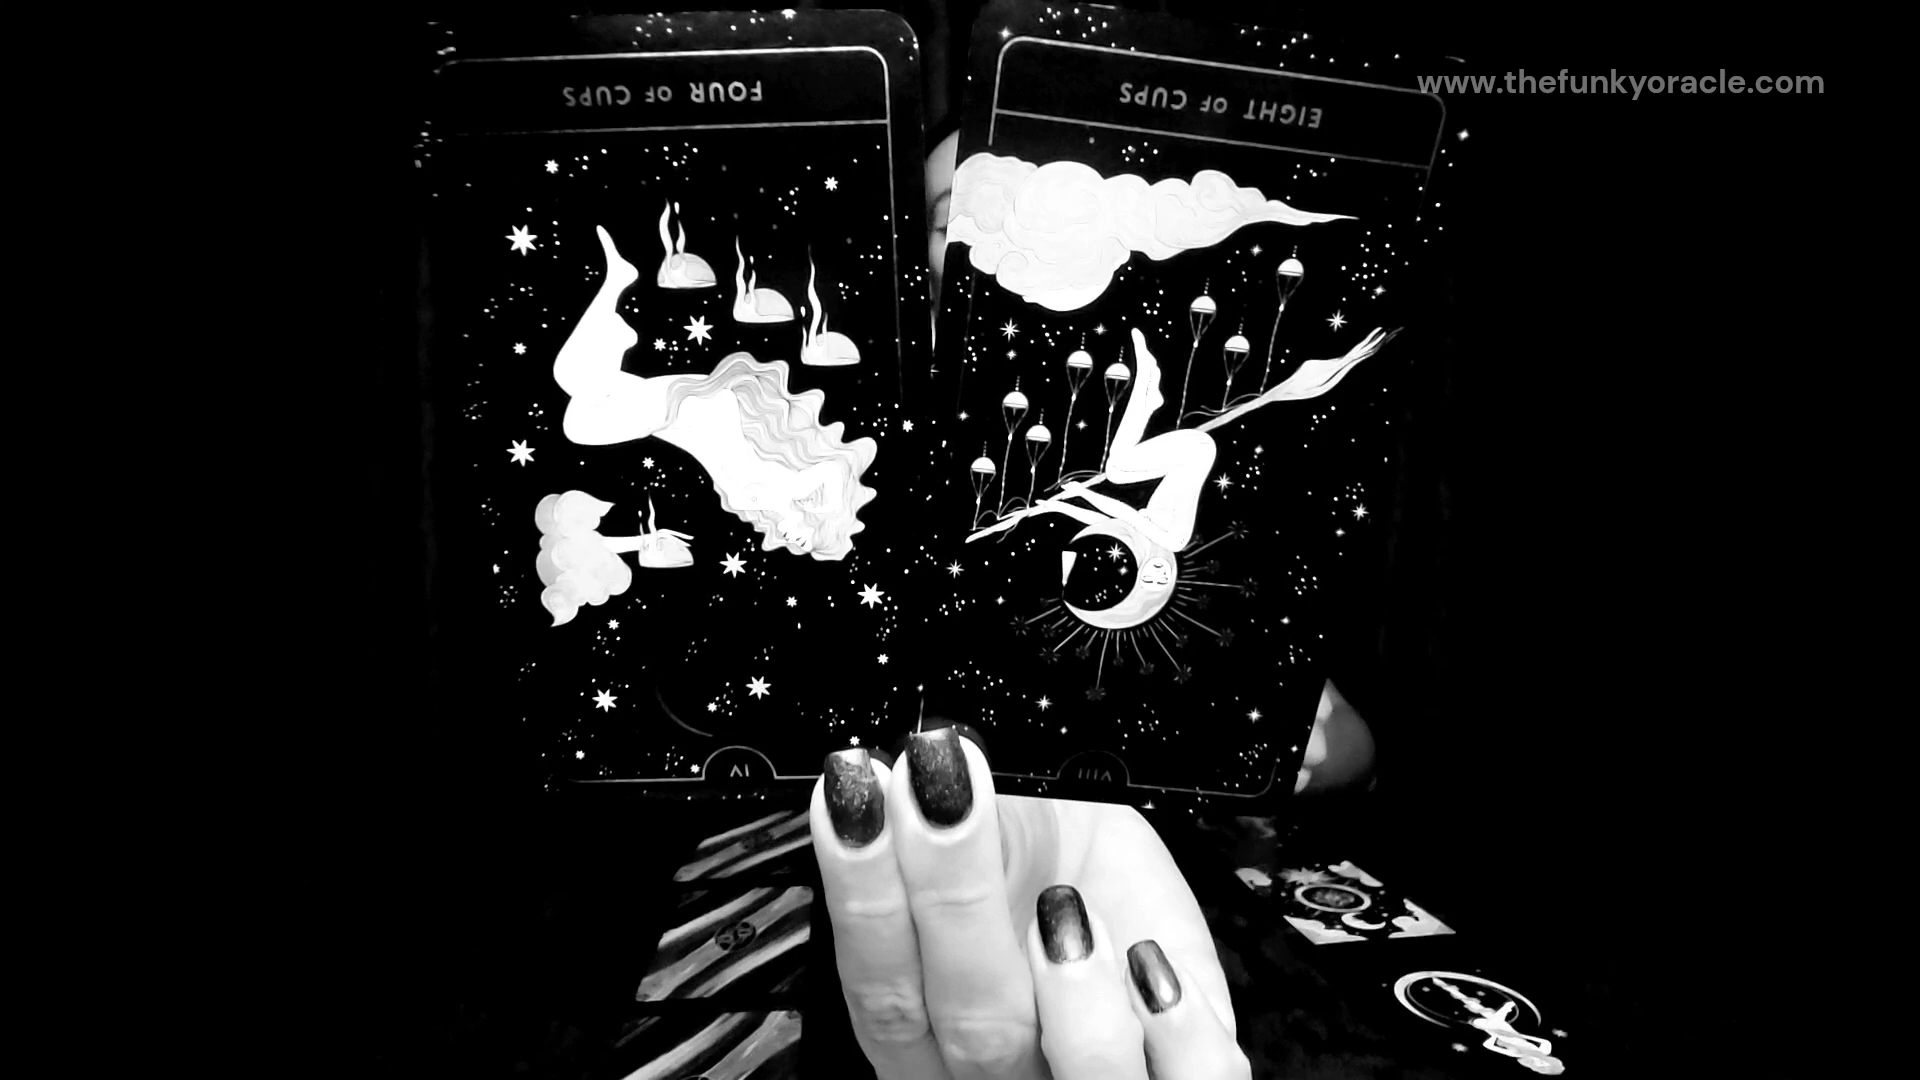 www.thefunkyoracle.com
FOUR OF CUPS
EIGHT OF CUPS
IV
VIII